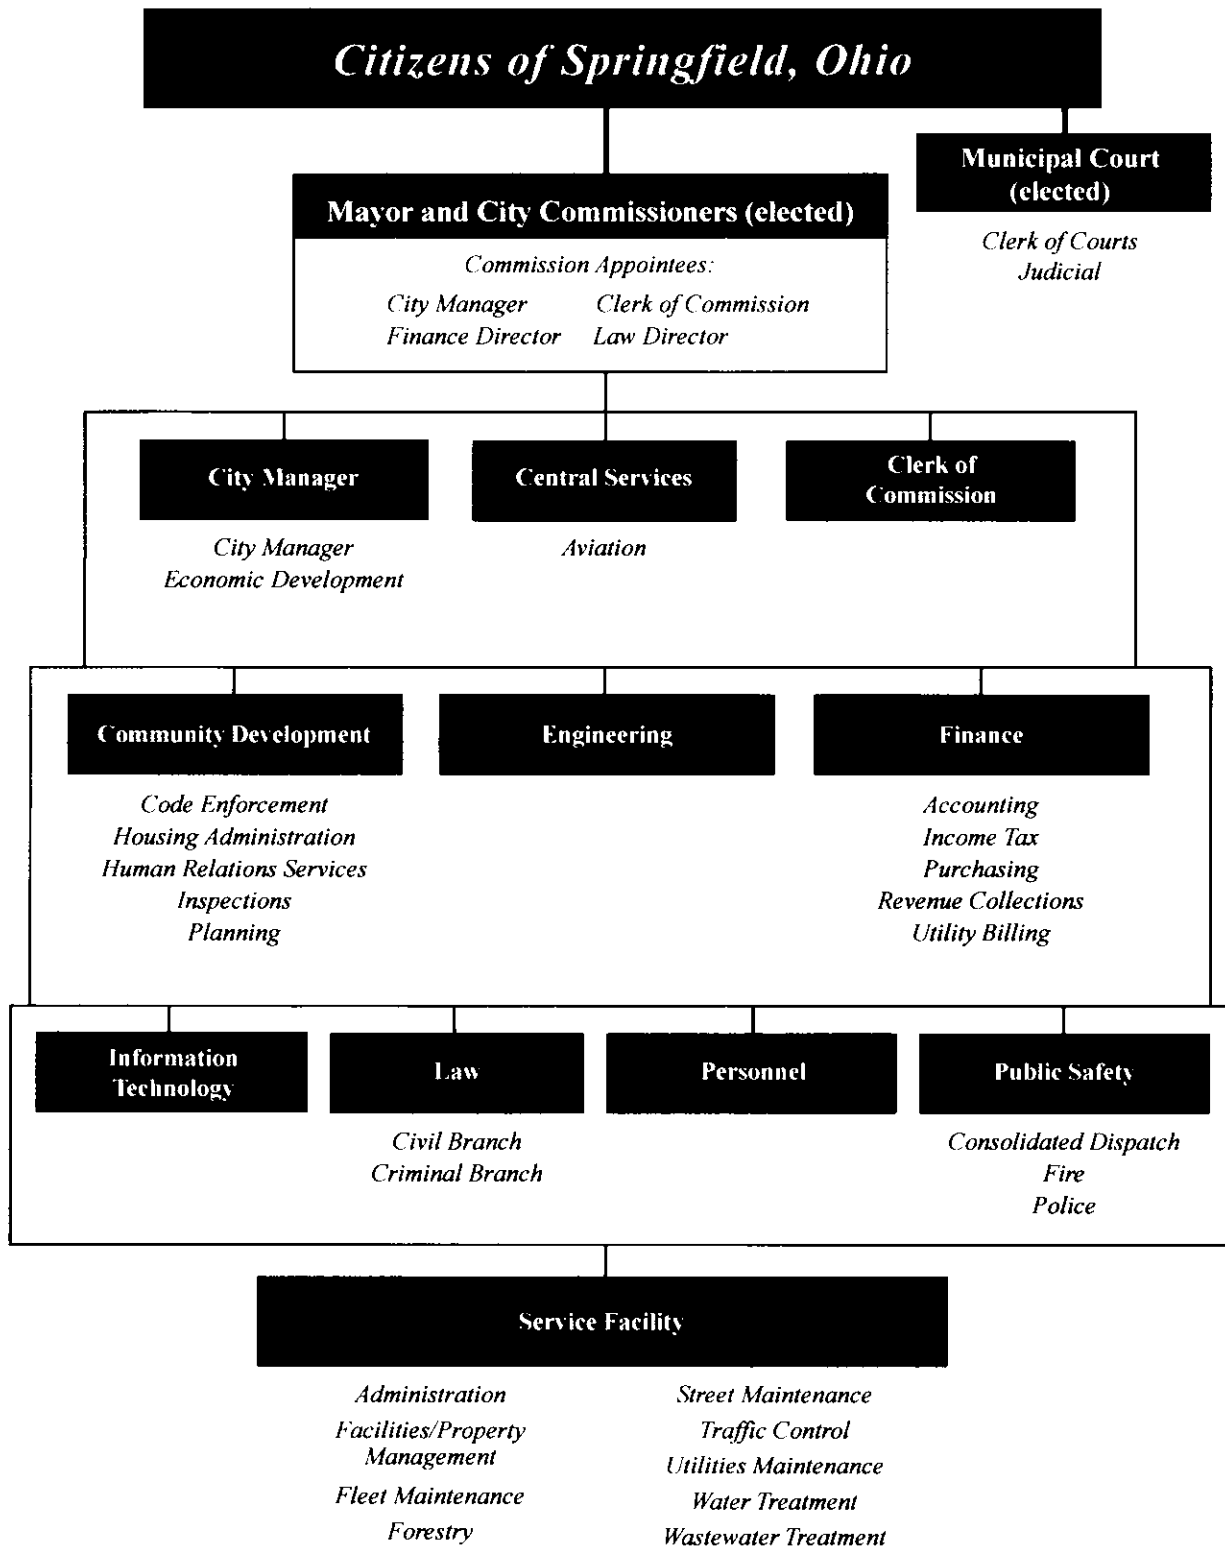 Citizens of Springfield, Ohio
Municipal Court
(elected)
Clerk of Courts
Judicial
Mayor and City Commissioners (elected)
Commission Appointees:
City Manager Clerk of Commission
Finance Director Law Director
City Manager
City Manager
Economic Development
Central Services
Aviation
Clerk of
Commission
Community Development
Code Enforcement
Housing Administration
Human Relations Services
Inspections
Planning
Engineering
Finance
Accounting
Income Tax
Purchasing
Revenue Collections
Utility Billing
Information
Technology
Law
Civil Branch
Criminal Branch
Personnel
Public Safety
Consolidated Dispatch
Fire
Police
Service Facility
Administration
Facilities/Property
Management
Fleet Maintenance
Forestry
Street Maintenance
Traffic Control
Utilities Maintenance
Water Treatment
Wastewater Treatment